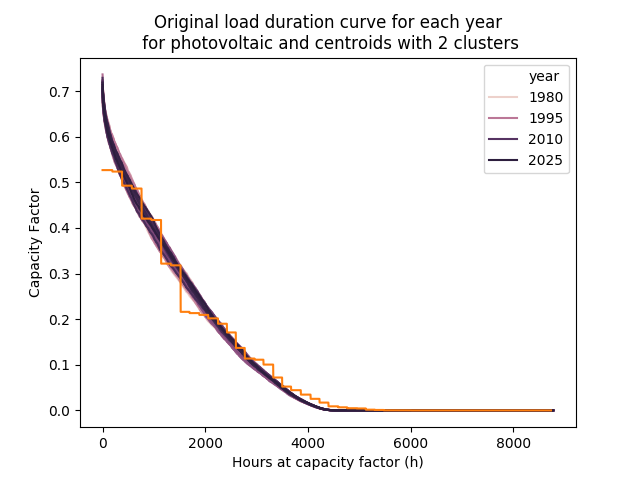 Original load duration curve for each year
for photovoltaic and centroids with 2 clusters
year
1980
1995
2010
2025
Capacity Factor
0.7
0.6
0.5
0.4
0.3
0.2
0.1
0.0
0 2000 4000 6000 8000
Hours at capacity factor (h)